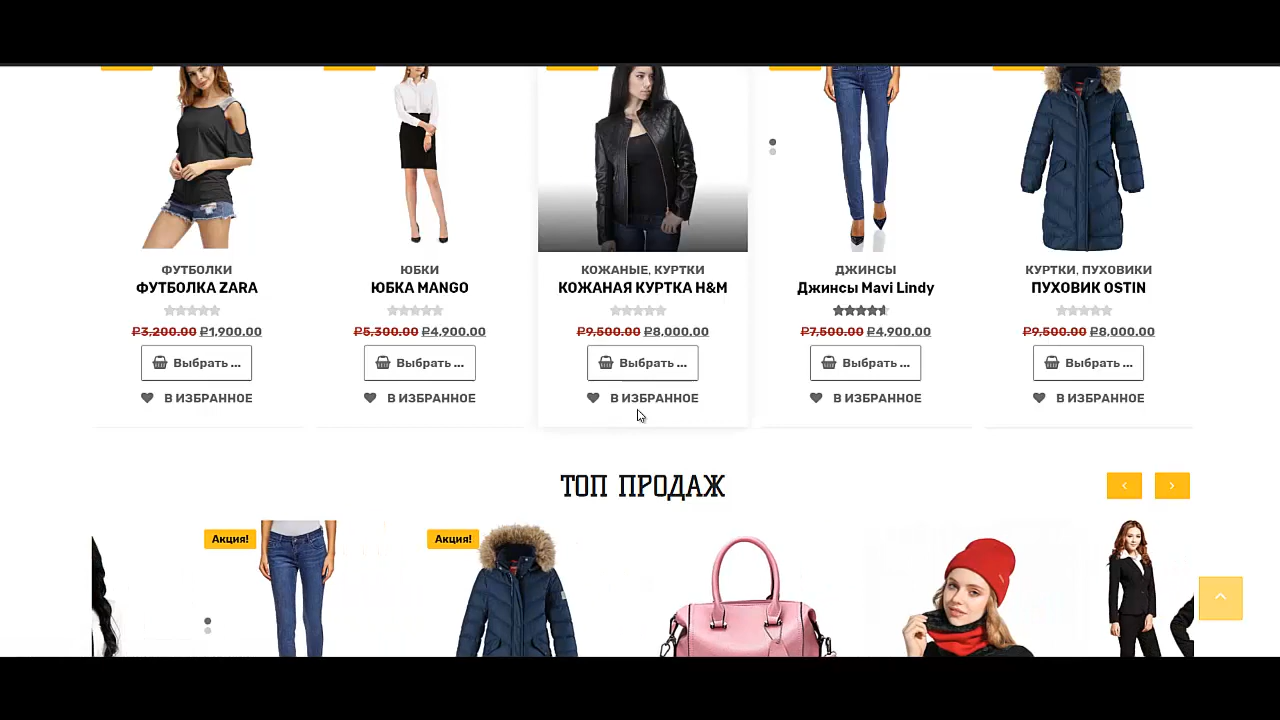 ФУТБОЛКИ
ФУТБОЛКА ZARA
₽3,200.00 ₽1,900.00
Выбрать ...
В ИЗБРАННОЕ
ЮБКИ
ЮБКА MANGO
₽5,300.00 ₽4,900.00
Выбрать ...
В ИЗБРАННОЕ
КОЖАНЫЕ, КУРТКИ
КОЖАНАЯ КУРТКА H&M
₽9,500.00 ₽8,000.00
Выбрать ...
В ИЗБРАННОЕ
ДЖИНСЫ
Джинсы Mavi Lindy
₽7,500.00 ₽4,900.00
Выбрать ...
В ИЗБРАННОЕ
КУРТКИ, ПУХОВИКИ
ПУХОВИК OSTIN
₽9,500.00 ₽8,000.00
Выбрать ...
В ИЗБРАННОЕ
ТОП ПРОДАЖ
Акция!
Акция!